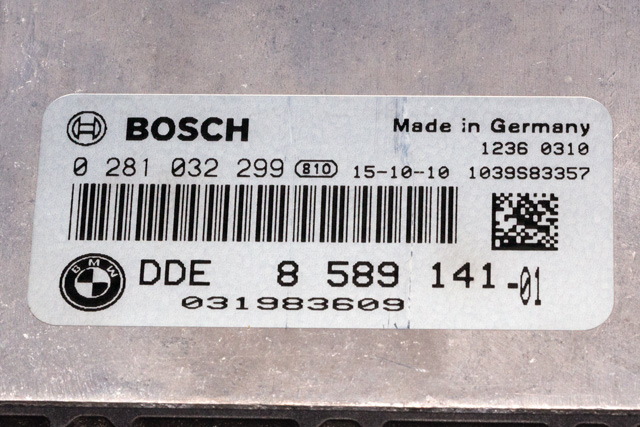 BOSCH
Made in Germany
1236 0310
0 281 032 299 810 15-10-10 1039S83357
BMW
DDE 8 589 141-01
031983609